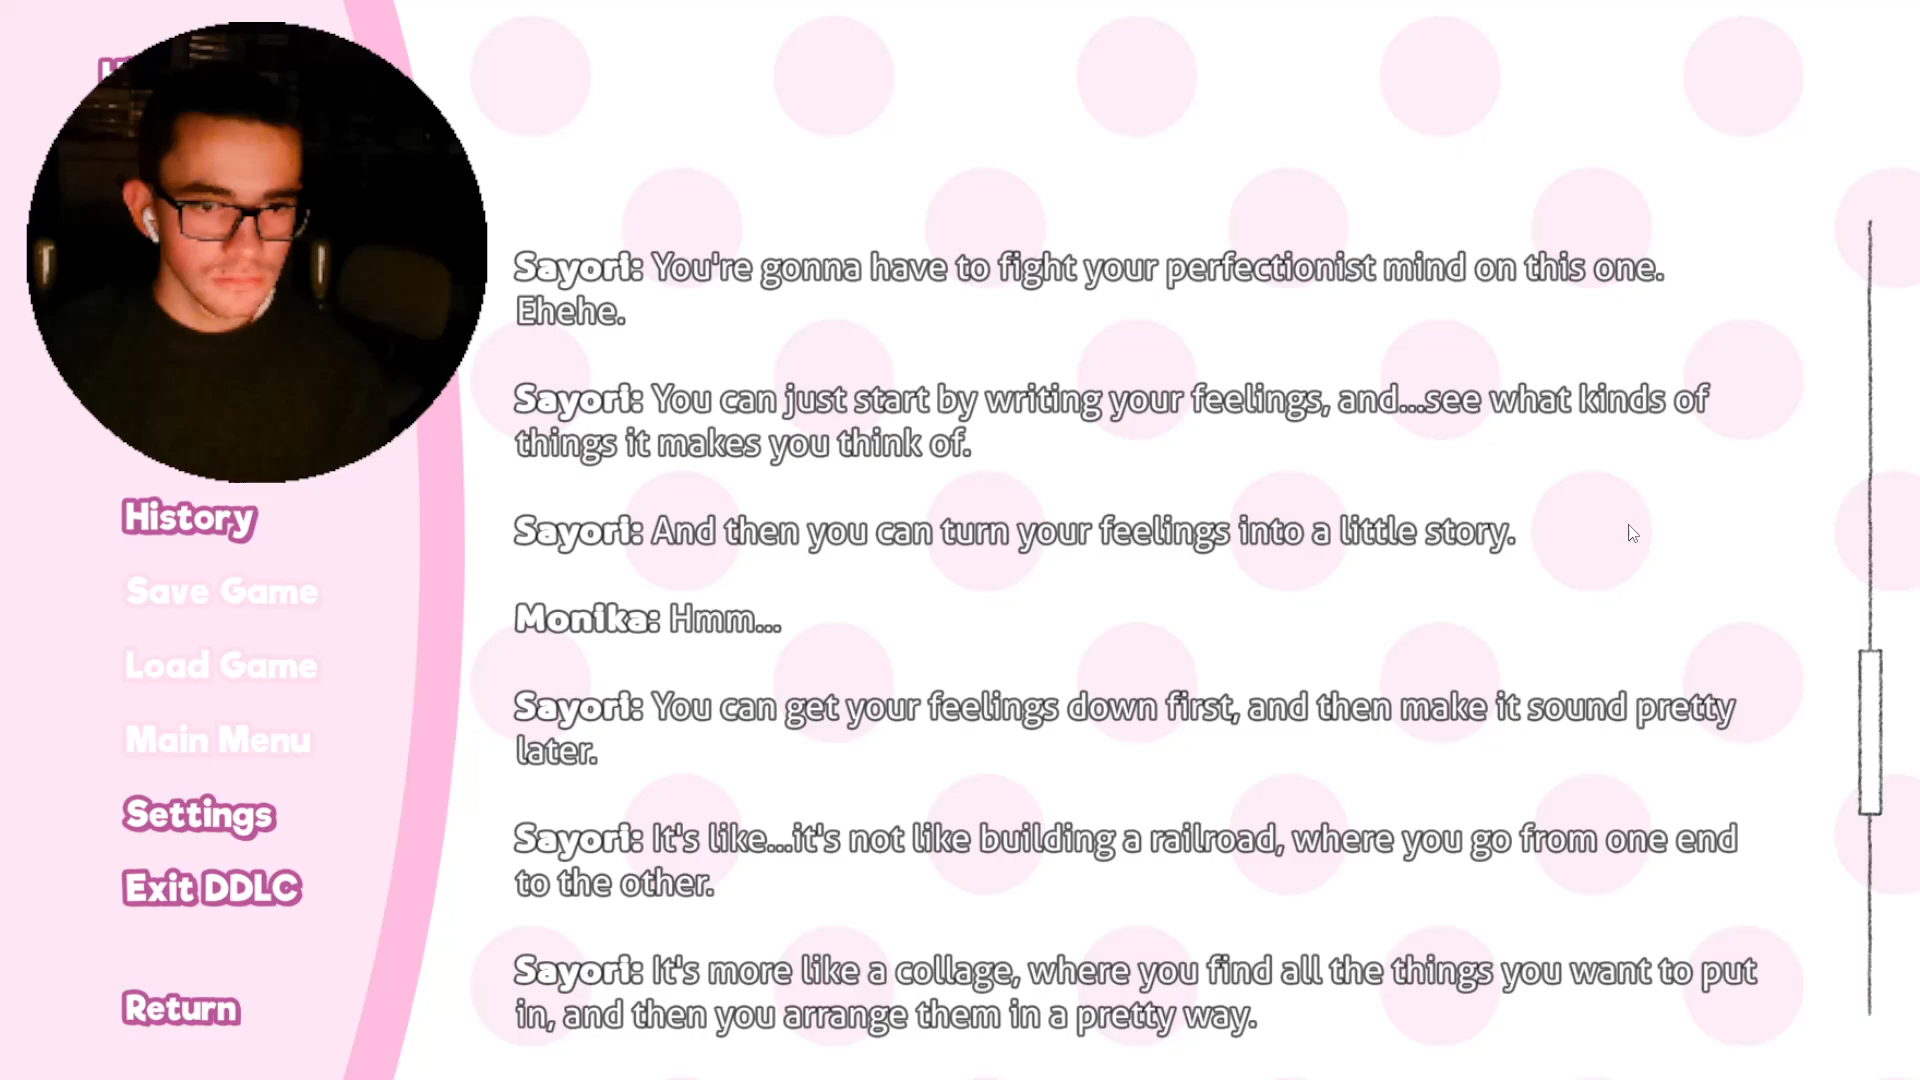 Sayori: You're gonna have to fight your perfectionist mind on this one.
Ehehe.
Sayori: You can just start by writing your feelings, and...see what kinds of
things it makes you think of.
Sayori: And then you can turn your feelings into a little story.
Monika: Hmm...
Sayori: You can get your feelings down first, and then make it sound pretty
later.
Sayori: It's like...it's not like building a railroad, where you go from one end
to the other.
Sayori: It's more like a collage, where you find all the things you want to put
in, and then you arrange them in a pretty way.
History
Save Game
Load Game
Main Menu
Settings
Exit DDLC
Return